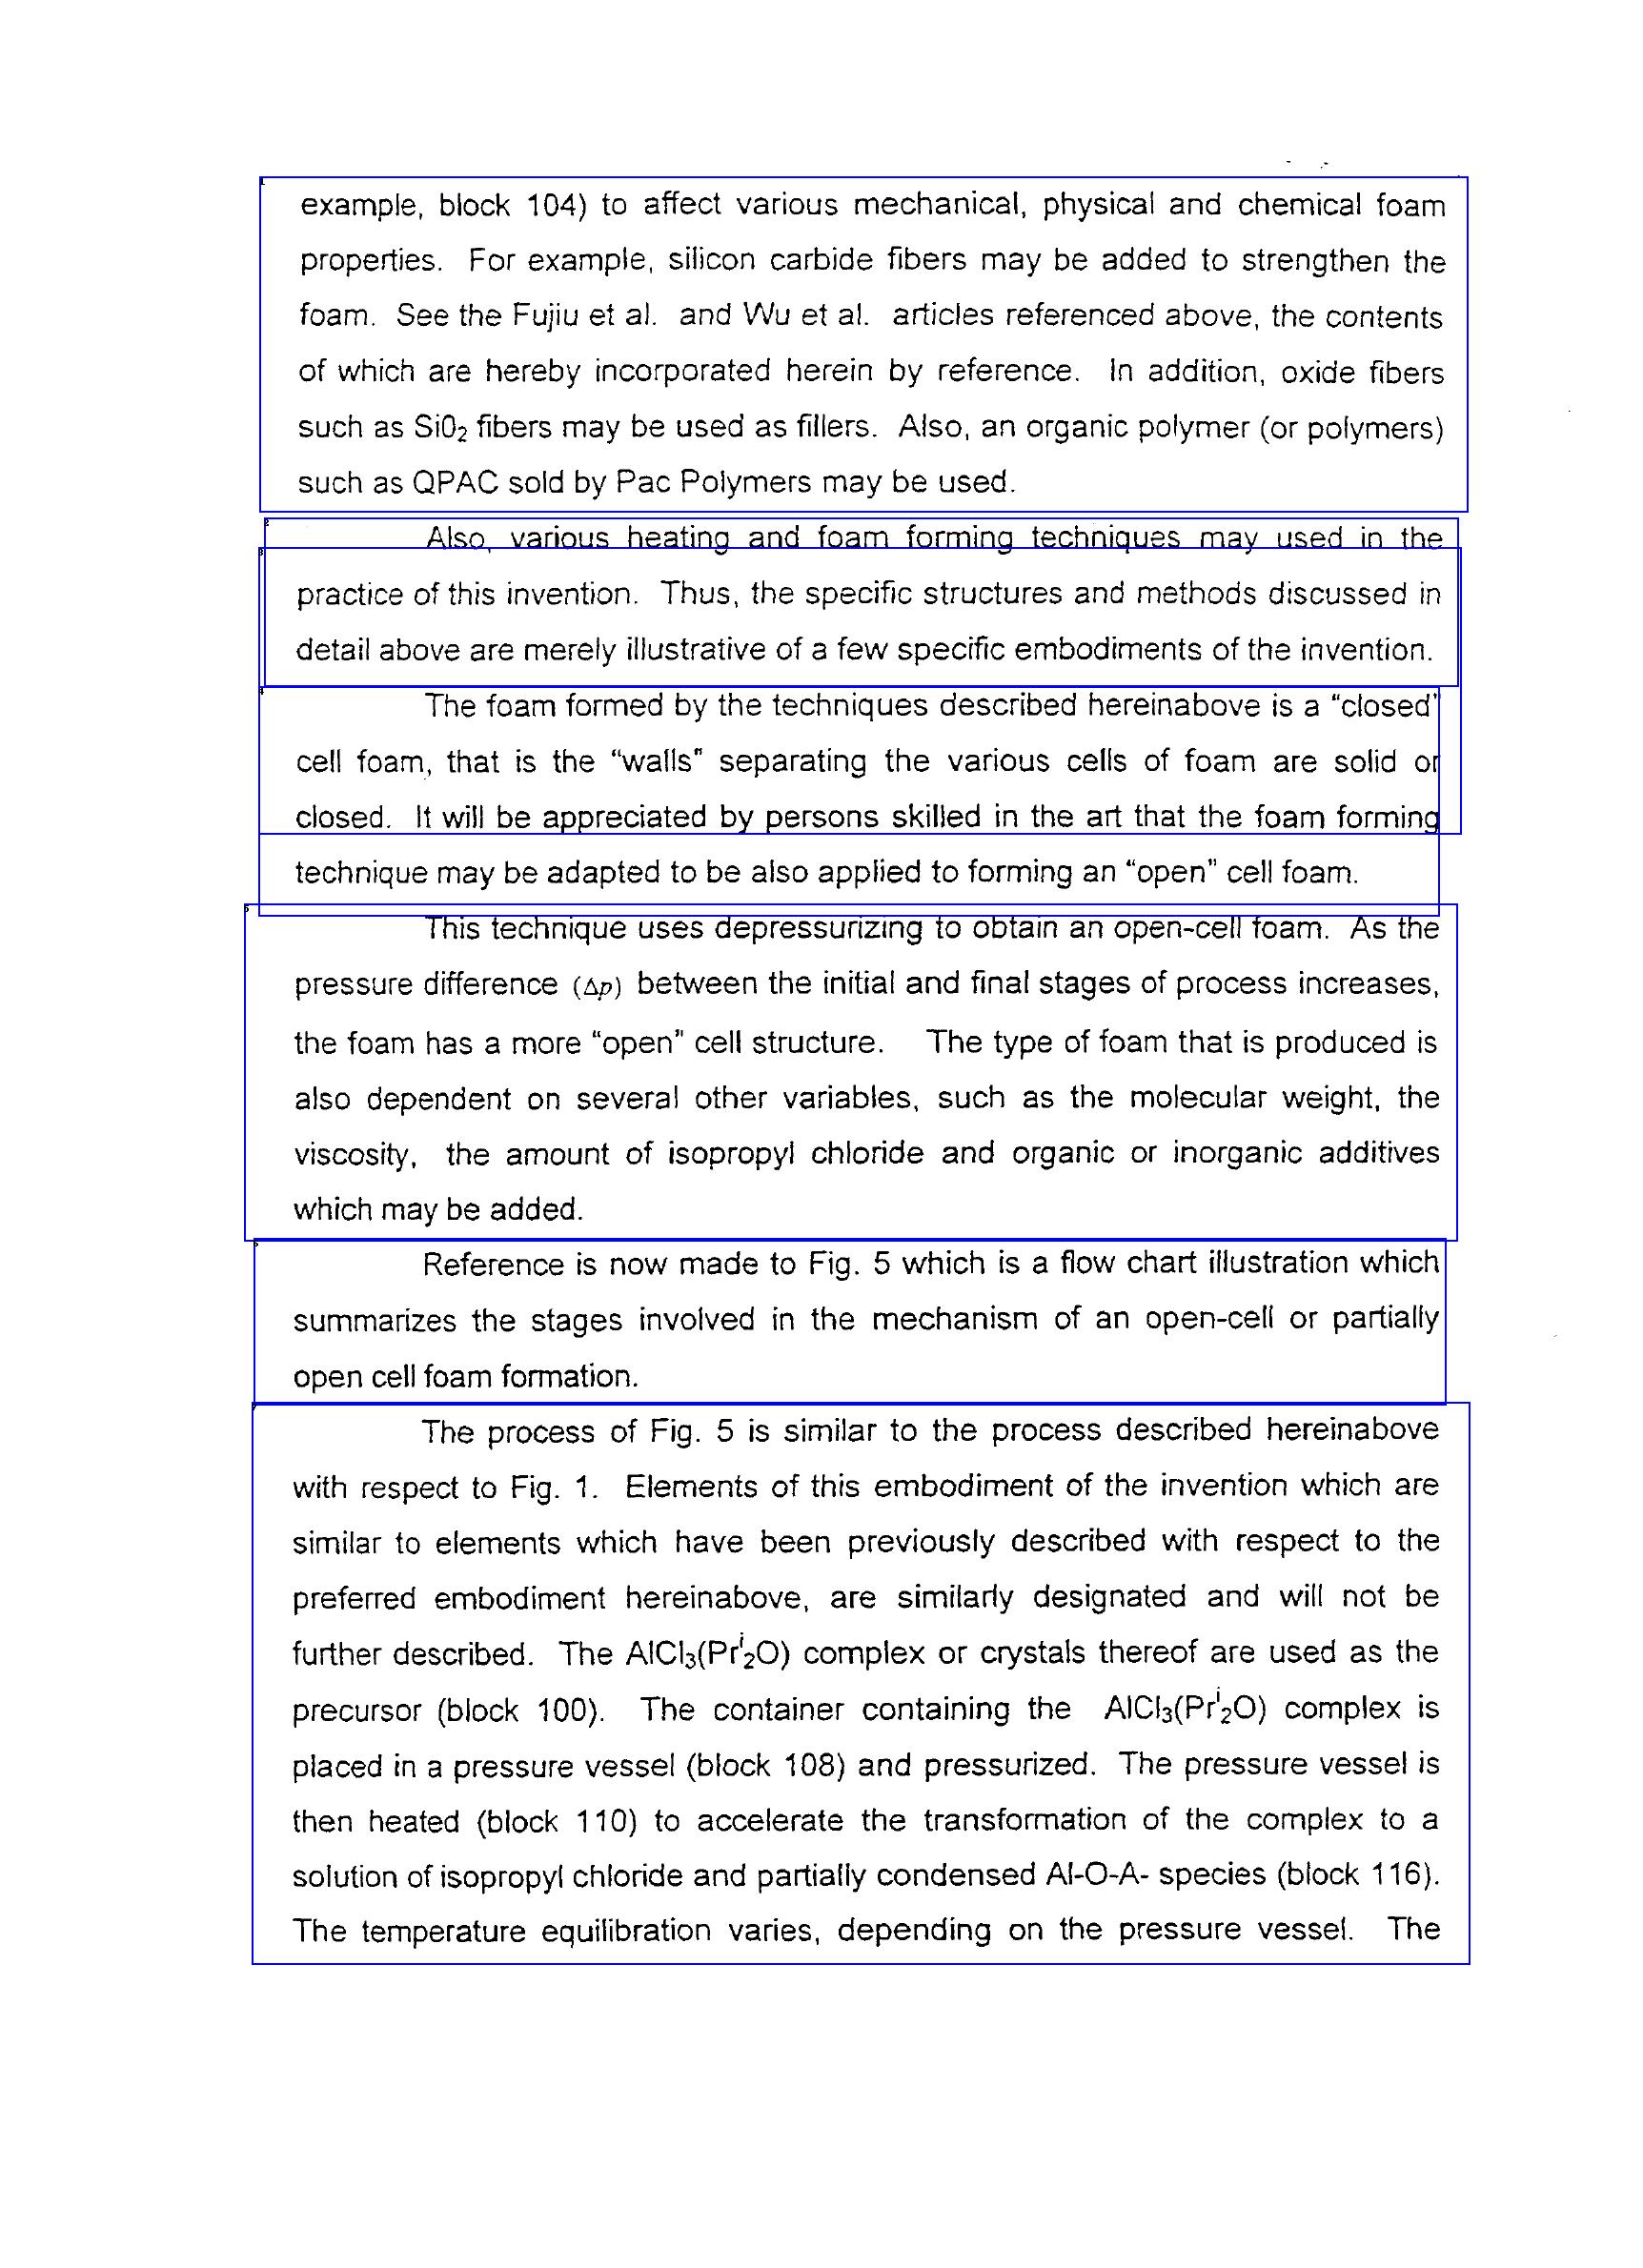 example, block 104) to affect various mechanical, physical and chemical foam
properties. For example, silicon carbide fibers may be added to strengthen the
foam. See the Fujiu et al. and Wu et al. articles referenced above, the contents
of which are hereby incorporated herein by reference. In addition, oxide fibers
such as SiO₂ fibers may be used as fillers. Also, an organic polymer (or polymers)
such as QPAC sold by Pac Polymers may be used.
Also, various heating and foam forming techniques may used in the
practice of this invention. Thus, the specific structures and methods discussed in
detail above are merely illustrative of a few specific embodiments of the invention.
The foam formed by the techniques described hereinabove is a “closed”
cell foam, that is the “walls” separating the various cells of foam are solid or
closed. It will be appreciated by persons skilled in the art that the foam forming
technique may be adapted to be also applied to forming an “open” cell foam.
This technique uses depressurizing to obtain an open-cell foam. As the
pressure difference (Δp) between the initial and final stages of process increases,
the foam has a more “open” cell structure. The type of foam that is produced is
also dependent on several other variables, such as the molecular weight, the
viscosity, the amount of isopropyl chloride and organic or inorganic additives
which may be added.
Reference is now made to Fig. 5 which is a flow chart illustration which
summarizes the stages involved in the mechanism of an open-cell or partially
open cell foam formation.
The process of Fig. 5 is similar to the process described hereinabove
with respect to Fig. 1. Elements of this embodiment of the invention which are
similar to elements which have been previously described with respect to the
preferred embodiment hereinabove, are similarly designated and will not be
further described. The AlCl₃(Prⁱ₂O) complex or crystals thereof are used as the
precursor (block 100). The container containing the AlCl₃(Prⁱ₂O) complex is
placed in a pressure vessel (block 108) and pressurized. The pressure vessel is
then heated (block 110) to accelerate the transformation of the complex to a
solution of isopropyl chloride and partially condensed Al-O-A- species (block 116).
The temperature equilibration varies, depending on the pressure vessel. The